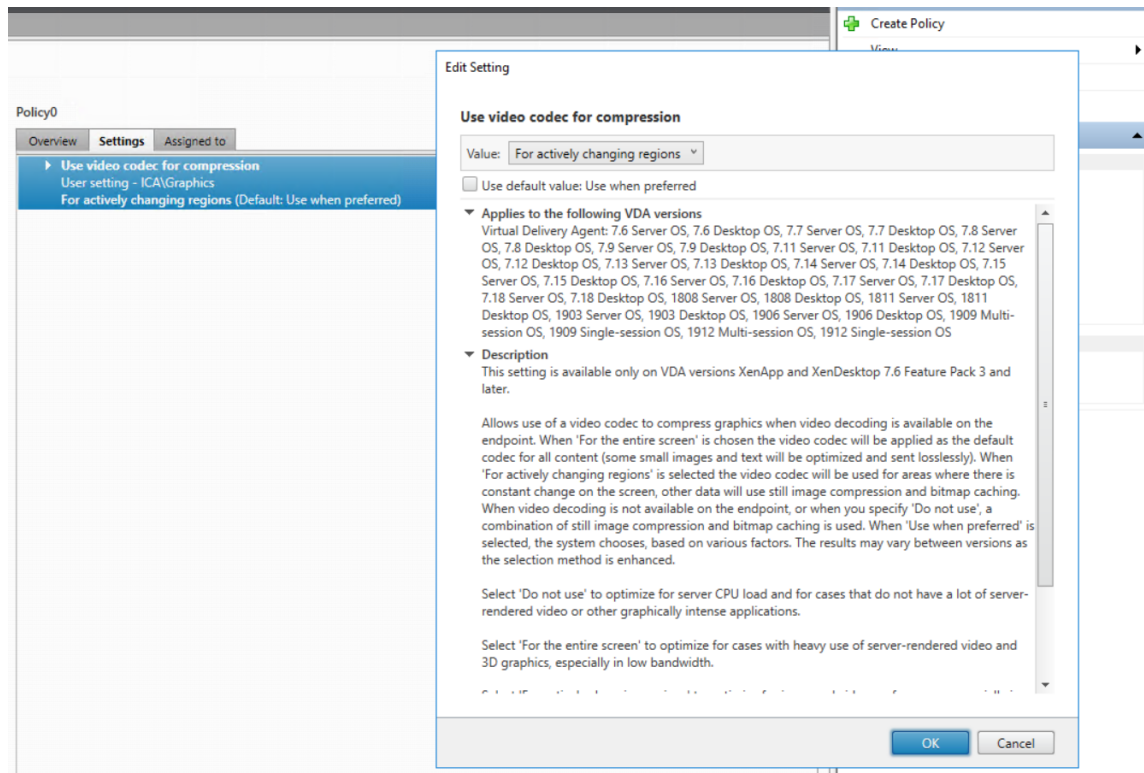 Create Policy
View
Edit Setting
Policy0
Use video codec for compression
Overview Settings Assigned to
Value: For actively changing regions
Use video codec for compression
User setting - ICA\Graphics
For actively changing regions (Default: Use when preferred)
Use default value: Use when preferred
Applies to the following VDA versions
Virtual Delivery Agent: 7.6 Server OS, 7.6 Desktop OS, 7.7 Server OS, 7.7 Desktop OS, 7.8 Server
OS, 7.8 Desktop OS, 7.9 Server OS, 7.9 Desktop OS, 7.11 Server OS, 7.11 Desktop OS, 7.12 Server
OS, 7.12 Desktop OS, 7.13 Server OS, 7.13 Desktop OS, 7.14 Server OS, 7.14 Desktop OS, 7.15
Server OS, 7.15 Desktop OS, 7.16 Server OS, 7.16 Desktop OS, 7.17 Server OS, 7.17 Desktop OS,
7.18 Server OS, 7.18 Desktop OS, 1808 Server OS, 1808 Desktop OS, 1811 Server OS, 1811
Desktop OS, 1903 Server OS, 1903 Desktop OS, 1906 Server OS, 1906 Desktop OS, 1909 Multi-
session OS, 1909 Single-session OS, 1912 Multi-session OS, 1912 Single-session OS
Description
This setting is available only on VDA versions XenApp and XenDesktop 7.6 Feature Pack 3 and
later.
Allows use of a video codec to compress graphics when video decoding is available on the
endpoint. When 'For the entire screen' is chosen the video codec will be applied as the default
codec for all content (some small images and text will be optimized and sent losslessly). When
'For actively changing regions' is selected the video codec will be used for areas where there is
constant change on the screen, other data will use still image compression and bitmap caching.
When video decoding is not available on the endpoint, or when you specify 'Do not use', a
combination of still image compression and bitmap caching is used. When 'Use when preferred' is
selected, the system chooses, based on various factors. The results may vary between versions as
the selection method is enhanced.
Select 'Do not use' to optimize for server CPU load and for cases that do not have a lot of server-
rendered video or other graphically intense applications.
Select 'For the entire screen' to optimize for cases with heavy use of server-rendered video and
3D graphics, especially in low bandwidth.
OK Cancel